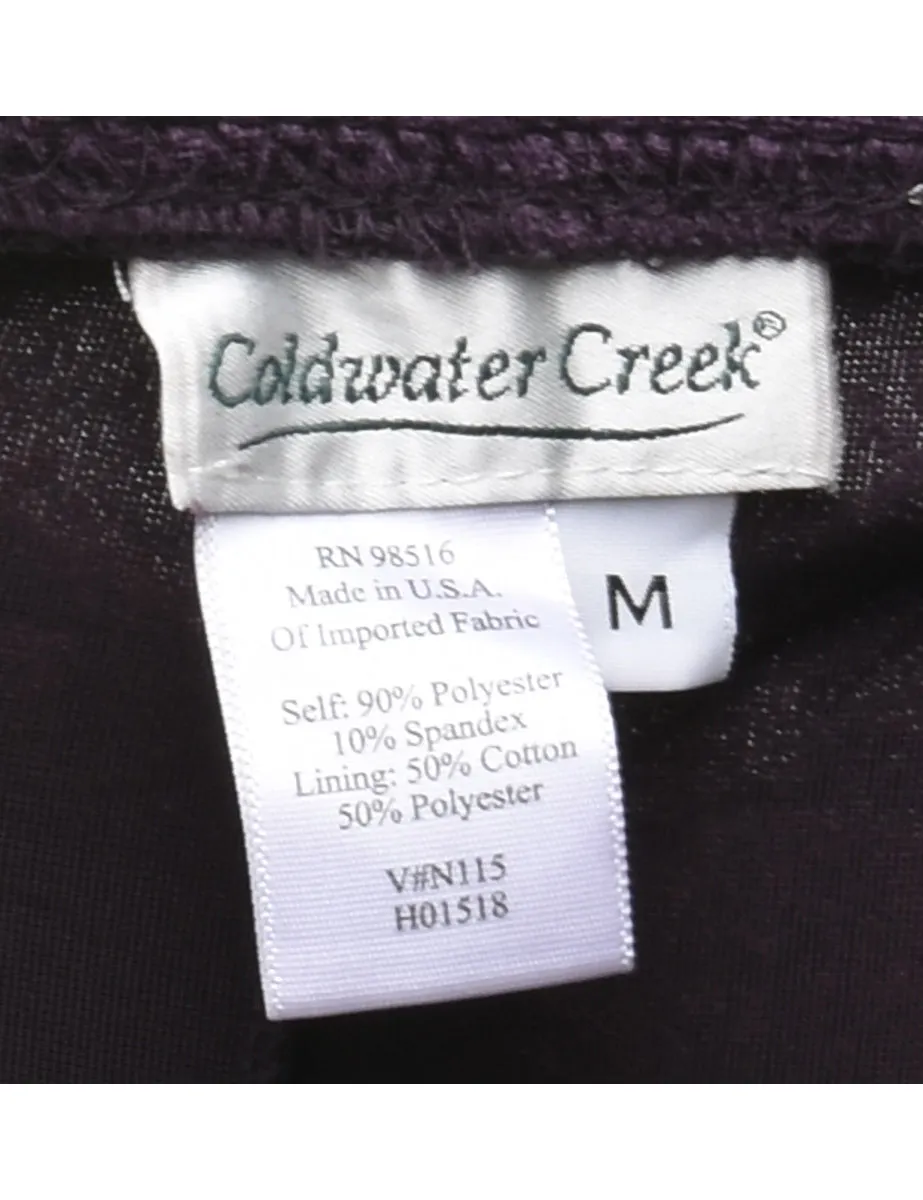 Coldwater Creek®
RN 98516
Made in U.S.A.
Of Imported Fabric
M
Self: 90% Polyester
10% Spandex
Lining: 50% Cotton
50% Polyester
V#N115
H01518